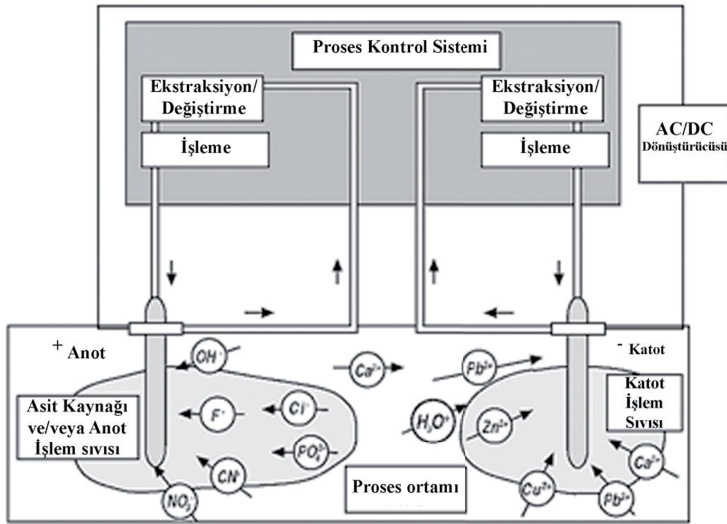 Proses Kontrol Sistemi
Ekstraksiyon/
Değiştirme
İşleme
Ekstraksiyon/
Değiştirme
İşleme
AC/DC
Dönüştürücüsü
+ Anot
- Katot
Asit Kaynağı
ve/veya Anot
İşlem sıvısı
Katot
İşlem
Sıvısı
OH⁻
F⁻
Cl⁻
PO₄³⁻
NO₃⁻
Ca²⁺
Pb²⁺
H₃O⁺
Zn²⁺
Cu²⁺
Pb²⁺
Ca²⁺
Proses ortamı